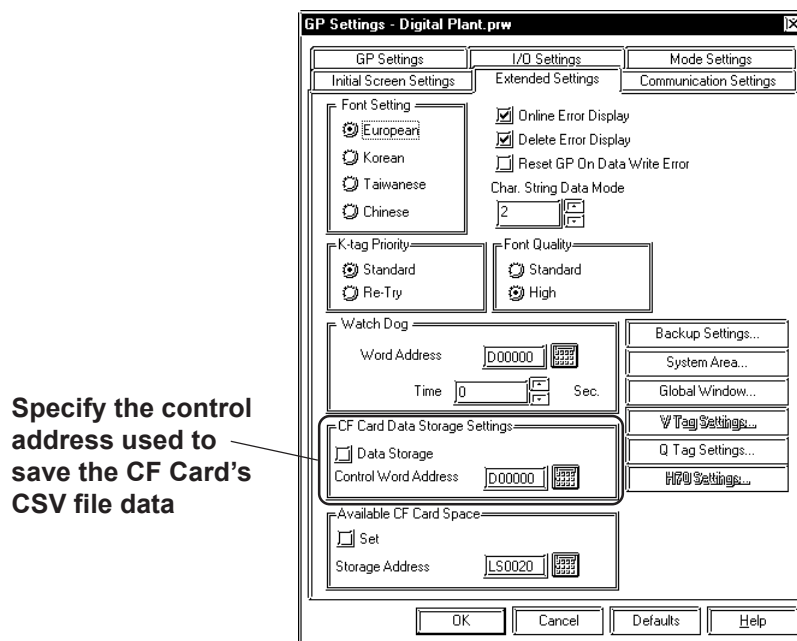 GP Settings - Digital Plant.prw
GP Settings I/O Settings Mode Settings
Initial Screen Settings Extended Settings Communication Settings
Font Setting
European
Korean
Taiwanese
Chinese
Online Error Display
Delete Error Display
Reset GP On Data Write Error
Char. String Data Mode
2
K-tag Priority
Standard
Re-Try
Font Quality
Standard
High
Watch Dog
Word Address D00000
Time 0 Sec.
Backup Settings...
System Area...
Global Window...
V Tag Settings...
Q Tag Settings...
H70 Settings...
Specify the control
address used to
save the CF Card's
CSV file data
CF Card Data Storage Settings
Data Storage
Control Word Address D00000
Available CF Card Space
Set
Storage Address LS0020
OK Cancel Defaults Help